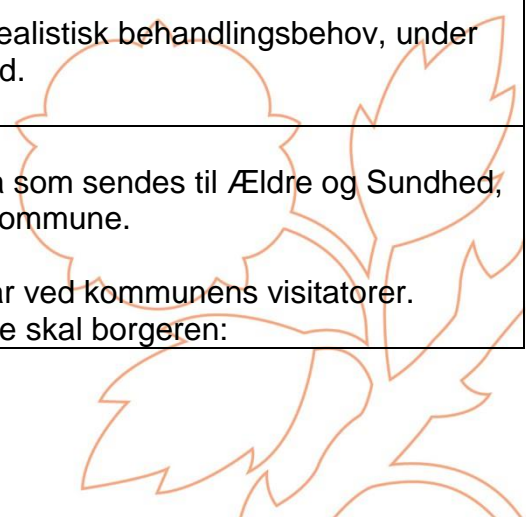 ealistisk behandlingsbehov, under
d.
som sendes til Ældre og Sundhed,
ommune.
ar ved kommunens visitatorer.
e skal borgeren: